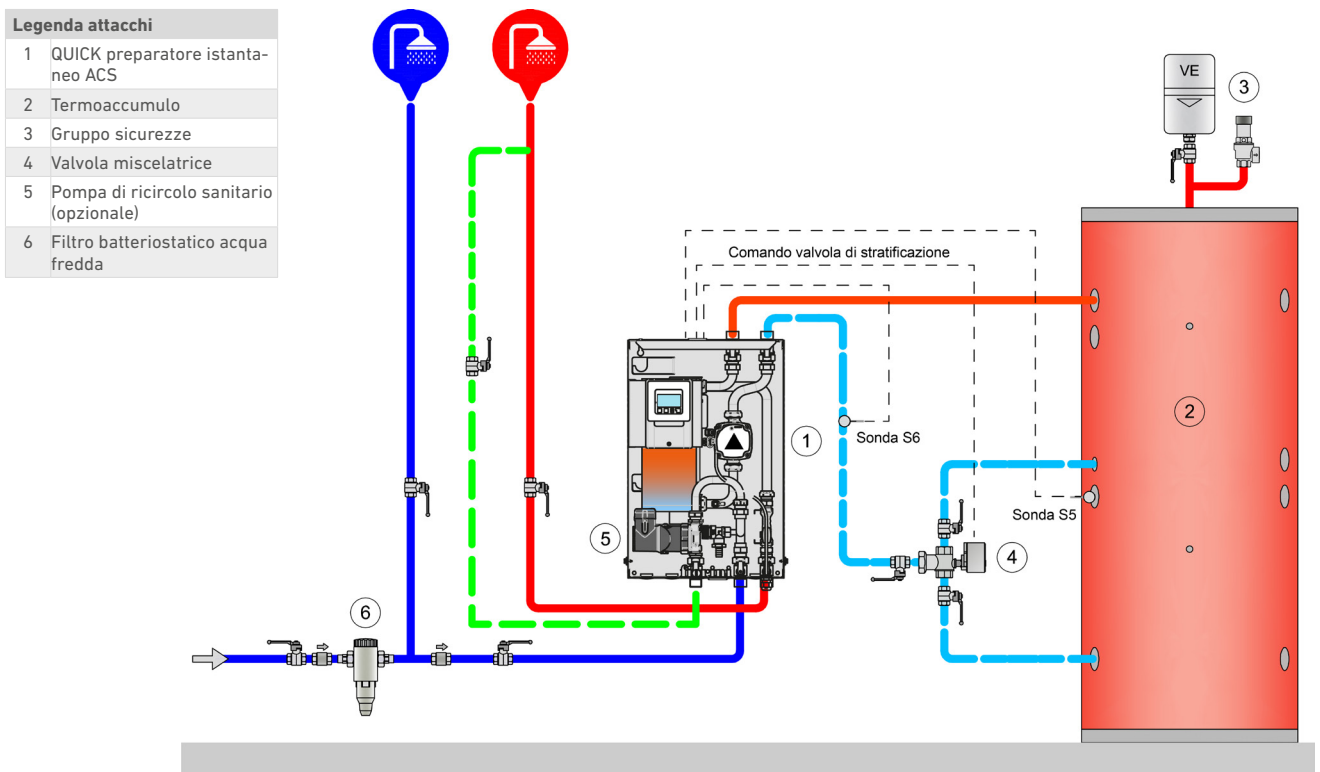 Legenda attacchi
1 QUICK preparatore istanta-
neo ACS
2 Termoaccumulo
3 Gruppo sicurezze
4 Valvola miscelatrice
5 Pompa di ricircolo sanitario
(opzionale)
6 Filtro batteriostatico acqua
fredda
VE
3
Comando valvola di stratificazione
2
1
Sonda S6
Sonda S5
5
4
6